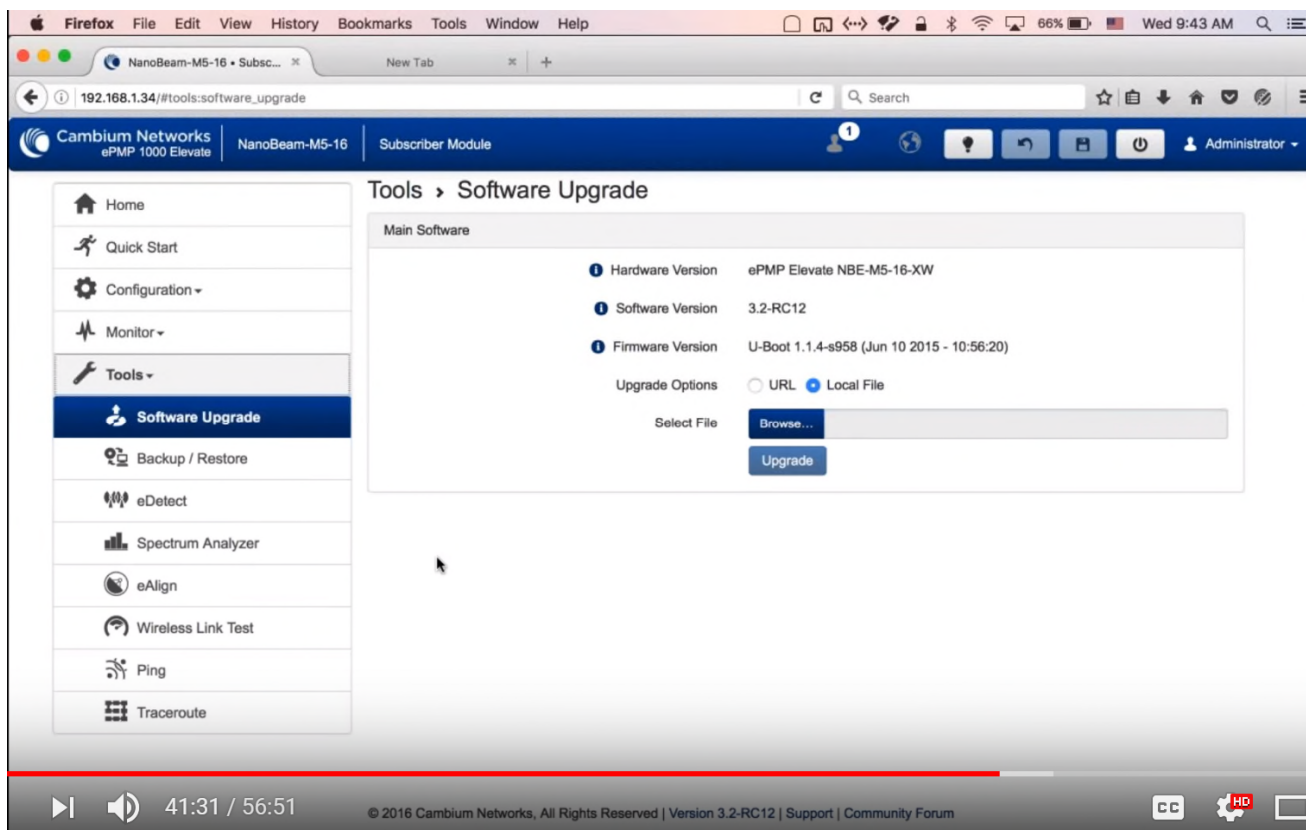 Firefox File Edit View History Bookmarks Tools Window Help 66% Wed 9:43 AM
NanoBeam-M5-16 • Subsc... × New Tab × +
192.168.1.34/#tools:software_upgrade Search
Cambium Networks
ePMP 1000 Elevate
NanoBeam-M5-16 Subscriber Module 1 Administrator
Tools › Software Upgrade
Home
Quick Start
Configuration
Monitor
Tools
Software Upgrade
Backup / Restore
eDetect
Spectrum Analyzer
eAlign
Wireless Link Test
Ping
Traceroute
Main Software
Hardware Version ePMP Elevate NBE-M5-16-XW
Software Version 3.2-RC12
Firmware Version U-Boot 1.1.4-s958 (Jun 10 2015 - 10:56:20)
Upgrade Options URL Local File
Select File Browse...
Upgrade
41:31 / 56:51 CC HD
© 2016 Cambium Networks, All Rights Reserved | Version 3.2-RC12 | Support | Community Forum